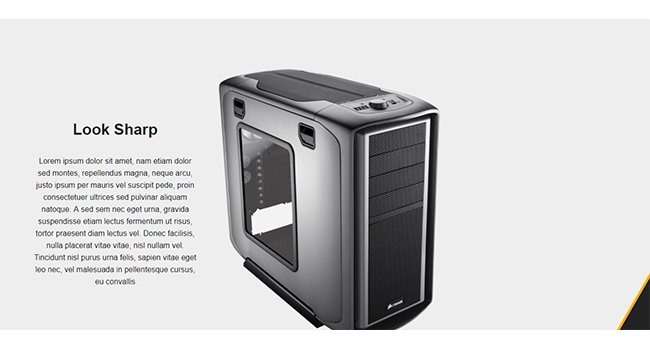 Look Sharp
Lorem ipsum dolor sit amet, nam etiam dolor
sed montes, repellendus magna, neque arcu,
justo ipsum per mauris vel suscipit pede, proin
consectetuer ultrices sed pulvinar aliquam
natoque. A sed sem nec eget urna, gravida
suspendisse etiam lectus fermentum ut risus,
tortor praesent diam lectus vel. Donec facilisis,
nulla placerat vitae vitae, nisl nullam vel.
Tincidunt nisl purus urna felis, sapien vitae eget
leo nec, vel malesuada in pellentesque cursus,
eu convallis